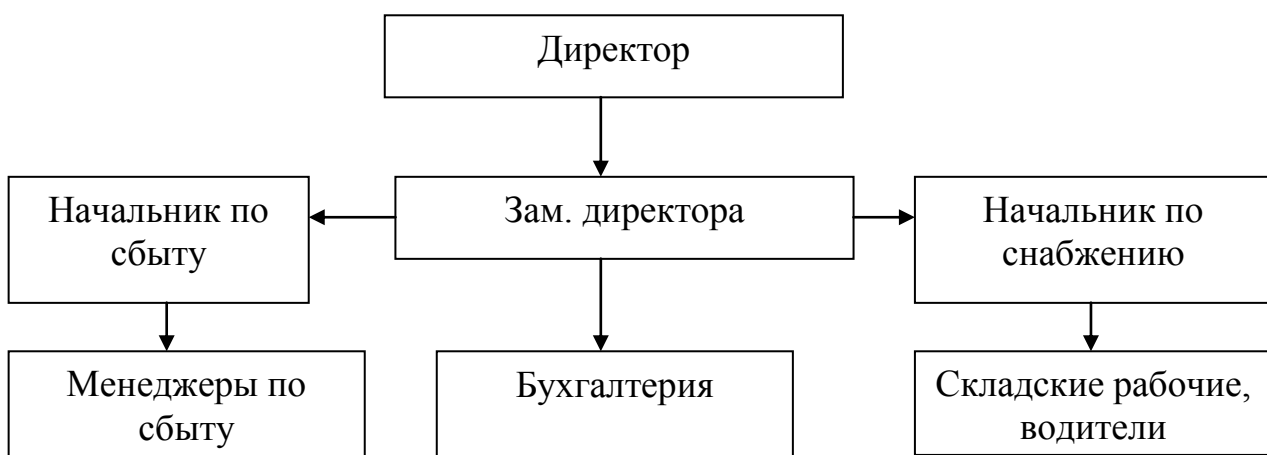 Директор
Начальник по
сбыту
Зам. директора
Начальник по
снабжению
Менеджеры по
сбыту
Бухгалтерия
Складские рабочие,
водители